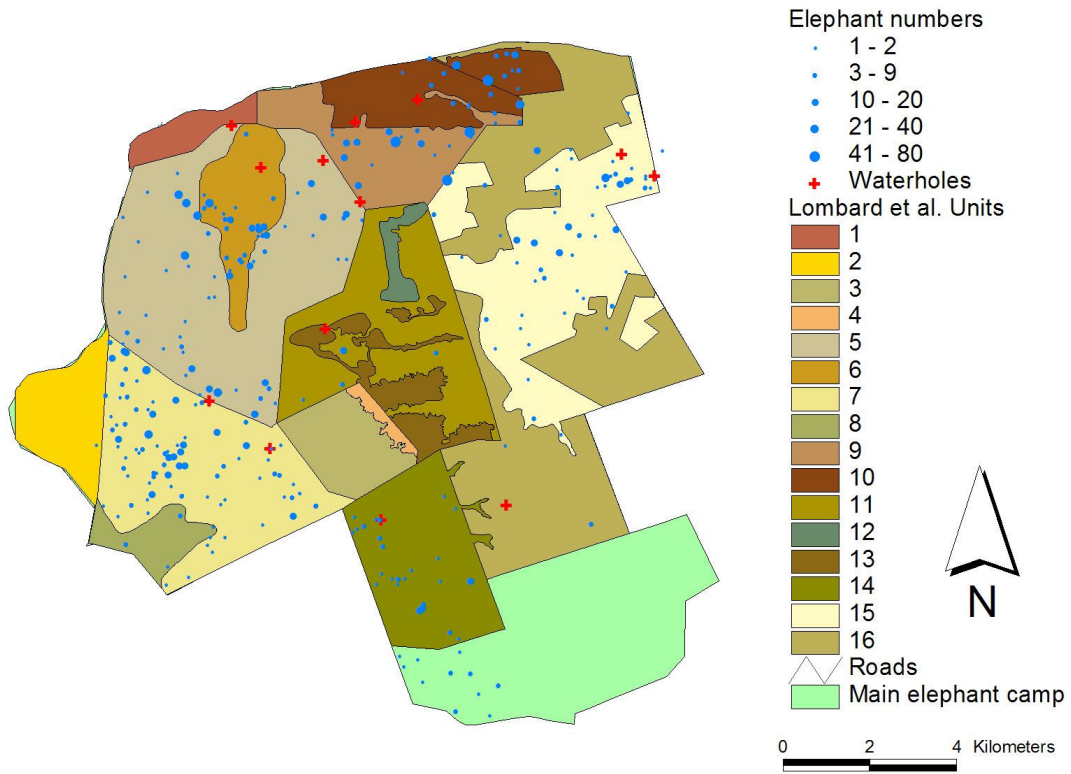 Elephant numbers
1 - 2
3 - 9
10 - 20
21 - 40
41 - 80
Waterholes
Lombard et al. Units
1
2
3
4
5
6
7
8
9
10
11
12
13
14
15
16
Roads
Main elephant camp
N
0 2 4 Kilometers